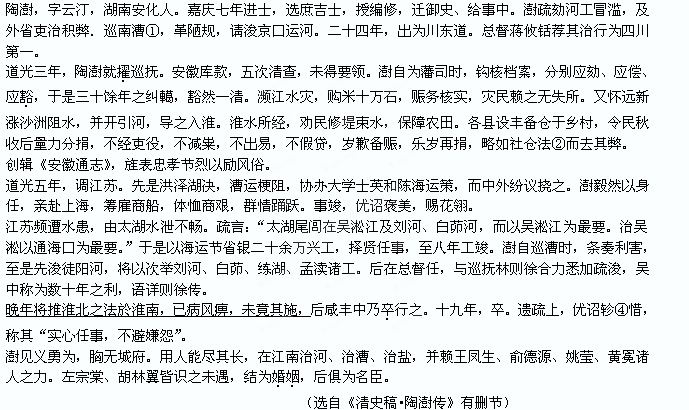 陶澍，字云汀，湖南安化人。嘉庆七年进士，选庶吉士，授编修，迁御史、给事中。澍疏劾河工冒滥，及
外省吏治积弊．巡南漕①，革陋规，请浚京口运河。二十四年，出为川东道。总督蒋攸铦荐其治行为四川
第一。
道光三年，陶澍就擢巡抚。安徽库款，五次清查，未得要领。澍自为藩司时，钩核档案，分别应劾、应偿、
应豁，于是三十馀年之纠轕，豁然一清。濒江水灾，购米十万石，赈务核实，灾民赖之无失所。又怀远新
涨沙洲阻水，并开引河，导之入淮。淮水所经，劝民修堤束水，保障农田。各县设丰备仓于乡村，令民秋
收后量力分捐，不经吏役，不减粜，不出易，不假贷，岁歉备赈，乐岁再捐，略如社仓法②而去其弊。
创辑《安徽通志》，旌表忠孝节烈以励风俗。
道光五年，调江苏。先是洪泽湖决，漕运梗阻，协办大学士英和陈海运策，而中外纷议挠之。澍毅然以身
任，亲赴上海，筹雇商船，体恤商艰，群情踊跃。事竣，优诏褒美，赐花翎。
江苏频遭水患，由太湖水泄不畅。疏言：“太湖尾闾在吴淞江及刘河、白茆河，而以吴淞江为最要。治吴
淞以通海口为最要。”于是以海运节省银二十余万兴工，择贤任事，至八年工竣。澍自巡漕时，条奏利害，
至是先浚徒阳河，将以次举刘河、白茆、练湖、孟渎诸工。后在总督任，与巡抚林则徐合力悉加疏浚，吴
中称为数十年之利，语详则徐传。
晚年将推淮北之法於淮南，已病风痹，未竟其施，后咸丰中乃卒行之。十九年，卒。遗疏上，优诏轸④惜，
称其“实心任事，不避嫌怨”。
澍见义勇为，胸无城府。用人能尽其长，在江南治河、治漕、治盐，并赖王凤生、俞德源、姚莹、黄冕诸
人之力。左宗棠、胡林翼皆识之未遇，结为婚姻，后俱为名臣。
（选自《清史稿·陶澍传》有删节）